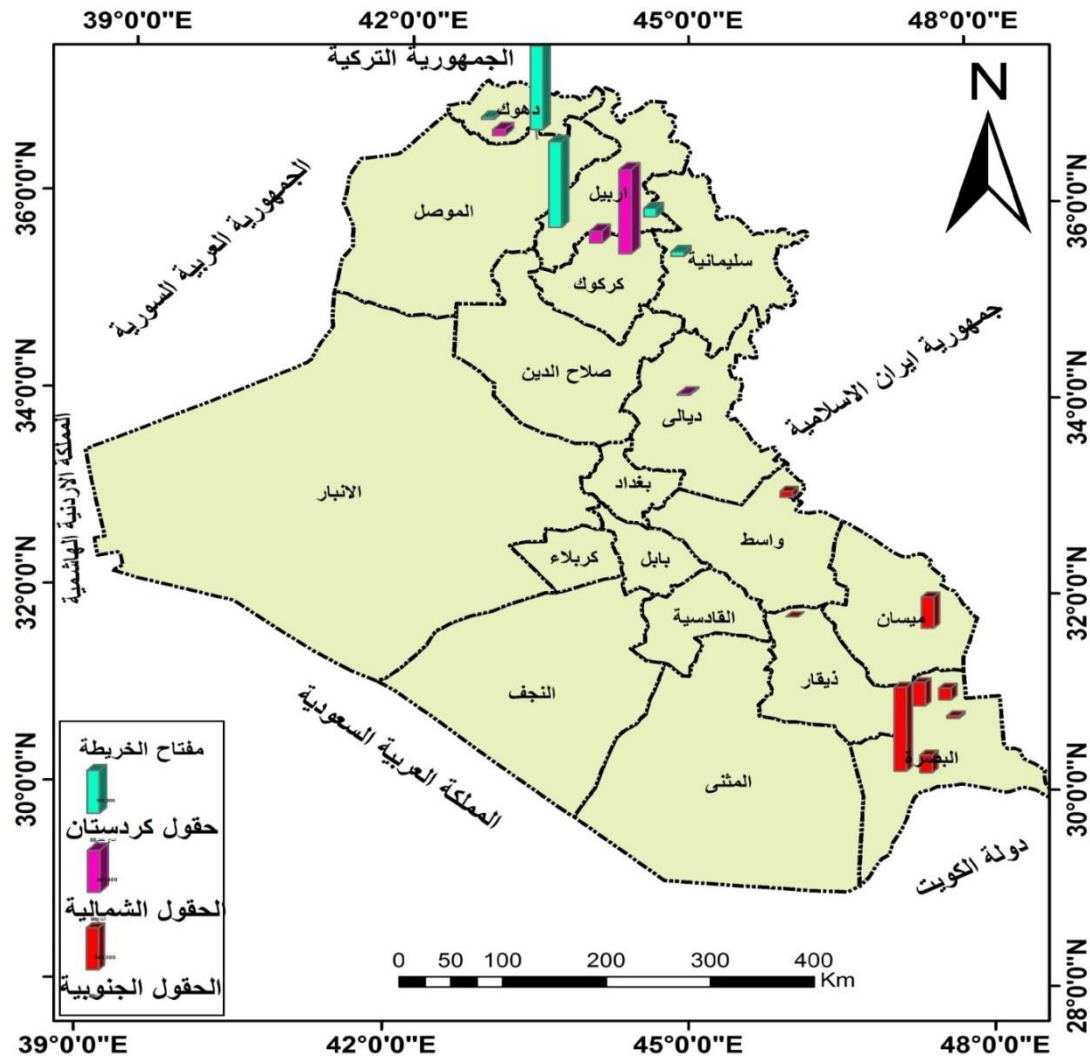 39°0'0"E 42°0'0"E 45°0'0"E 48°0'0"E
الجمهورية التركية
N
دهوك
الجمهورية العربية السورية
36°0'0"N
36°0'0"N
الموصل
اربيل
سليمانية
كركوك
جمهورية ايران الاسلامية
صلاح الدين
34°0'0"N
34°0'0"N
ديالى
المملكة الاردنية الهاشمية
الانبار
بغداد
واسط
كربلاء
بابل
32°0'0"N
32°0'0"N
القادسية
ميسان
النجف
ذيقار
المملكة العربية السعودية
البصرة
المثنى
30°0'0"N
30°0'0"N
دولة الكويت
مفتاح الخريطة
حقول كردستان
الحقول الشمالية
الحقول الجنوبية
0 50 100 200 300 400
Km
28°0'0"N
39°0'0"E 42°0'0"E 45°0'0"E 48°0'0"E